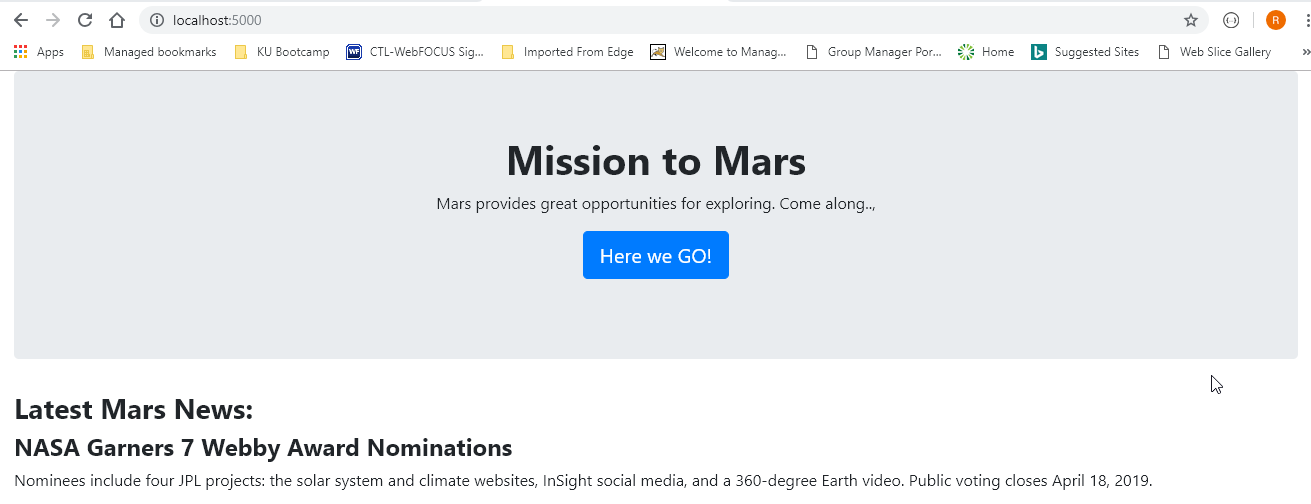 localhost:5000
R
Apps Managed bookmarks KU Bootcamp WF CTL-WebFOCUS Sig... Imported From Edge Welcome to Manag... Group Manager Por... Home b Suggested Sites Web Slice Gallery »
Mission to Mars
Mars provides great opportunities for exploring. Come along..,
Here we GO!
Latest Mars News:
NASA Garners 7 Webby Award Nominations
Nominees include four JPL projects: the solar system and climate websites, InSight social media, and a 360-degree Earth video. Public voting closes April 18, 2019.